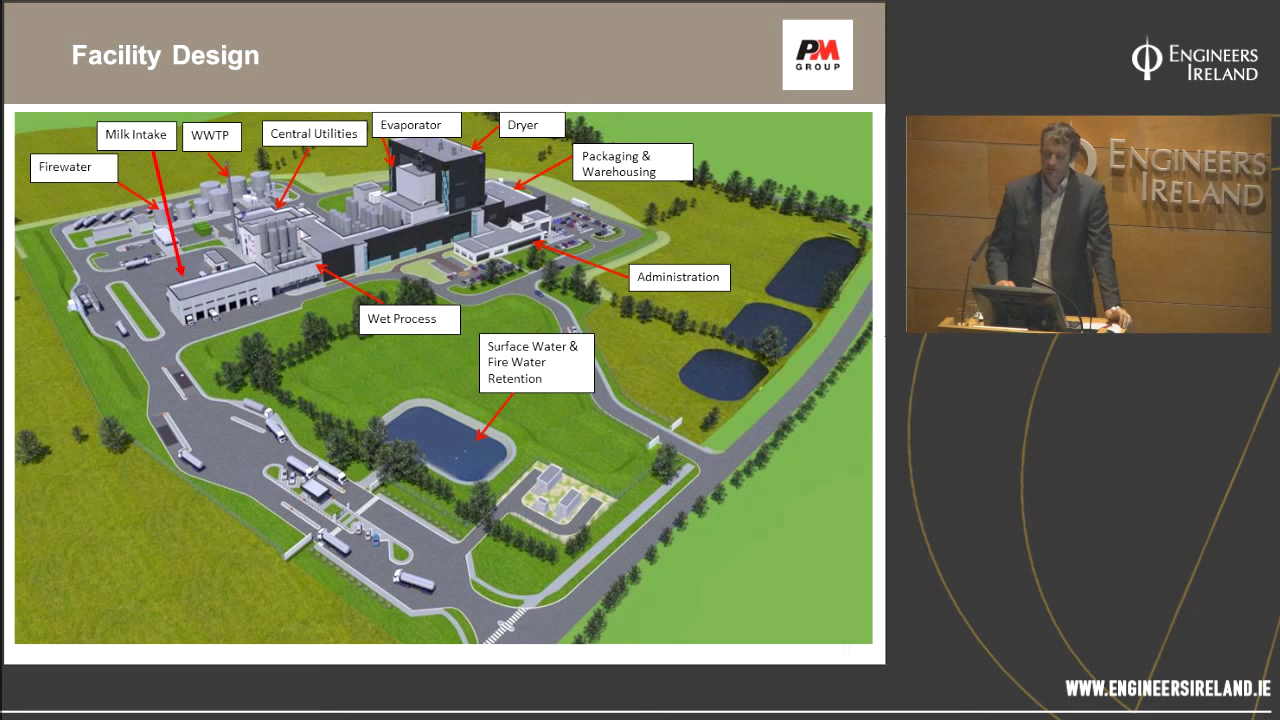 Facility Design
PM
GROUP
ENGINEERS
IRELAND
Milk Intake
WWTP
Central Utilities
Evaporator
Dryer
Firewater
Packaging &
Warehousing
Administration
Wet Process
Surface Water &
Fire Water
Retention
ENGINEERS
IRELAND
WWW.ENGINEERSIRELAND.IE